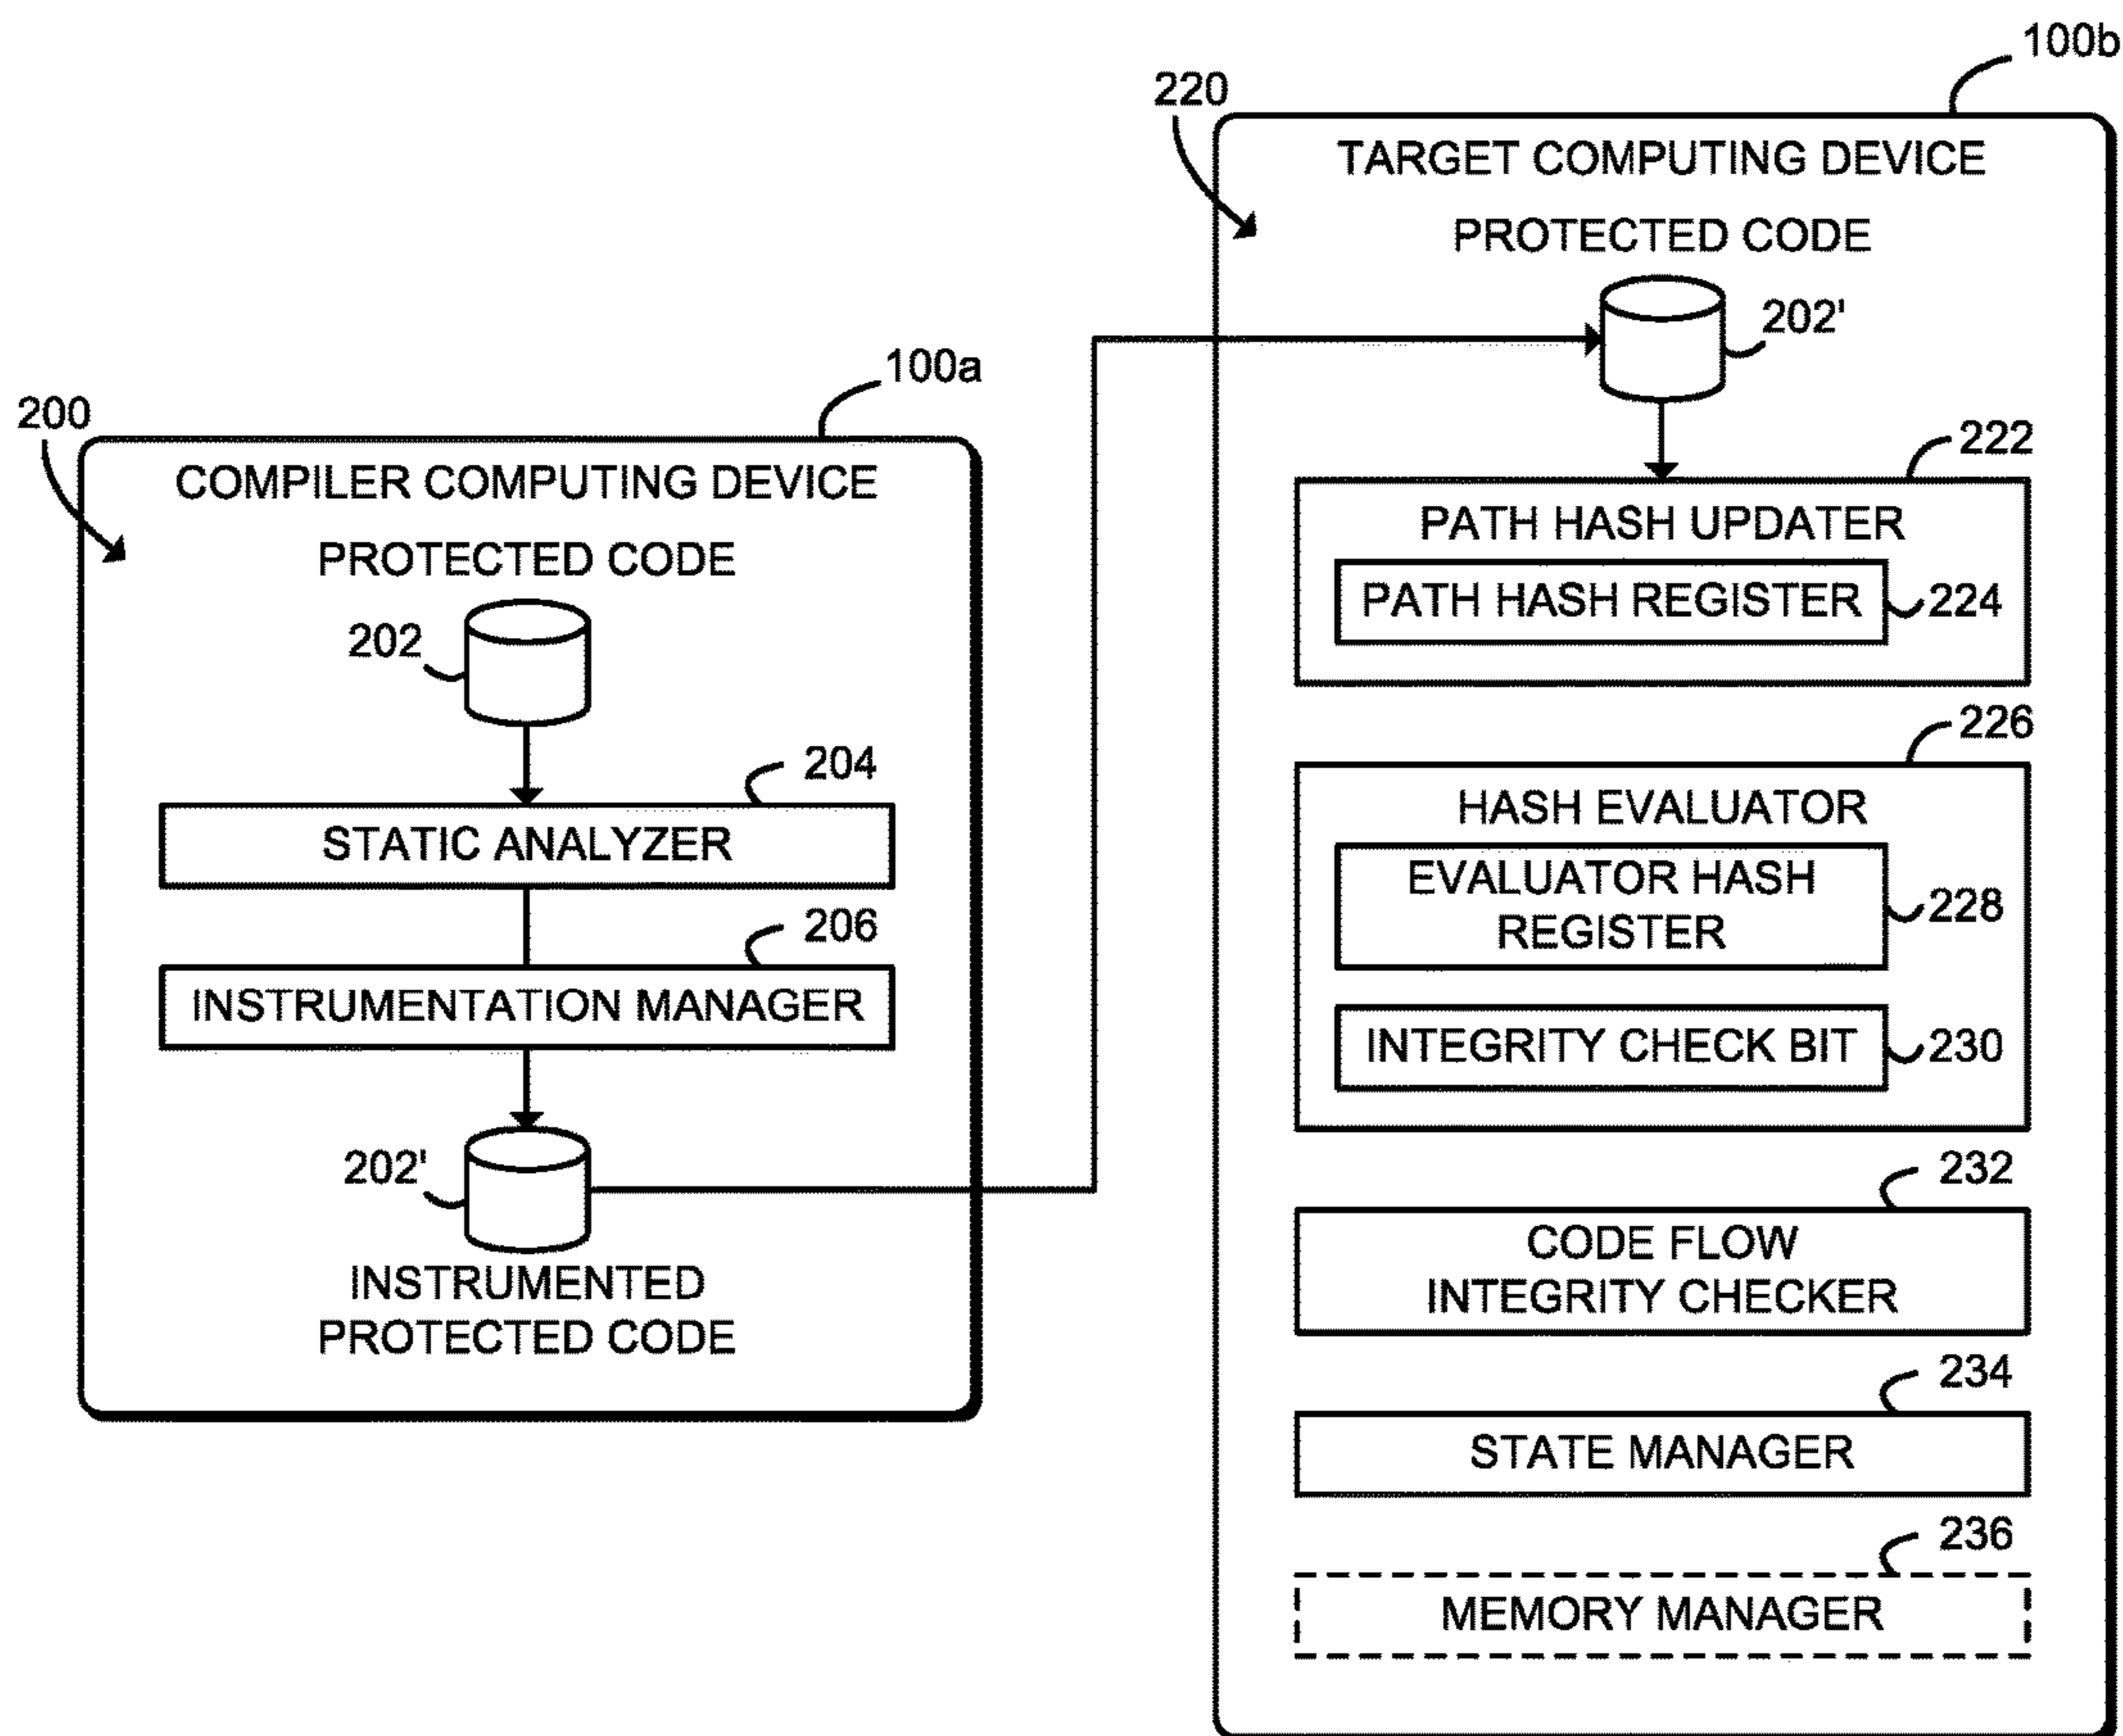 100a
200
COMPILER COMPUTING DEVICE
PROTECTED CODE
202
204
STATIC ANALYZER
206
INSTRUMENTATION MANAGER
202'
INSTRUMENTED
PROTECTED CODE
100b
220
TARGET COMPUTING DEVICE
PROTECTED CODE
202'
222
PATH HASH UPDATER
PATH HASH REGISTER
224
226
HASH EVALUATOR
EVALUATOR HASH
REGISTER
228
INTEGRITY CHECK BIT
230
232
CODE FLOW
INTEGRITY CHECKER
234
STATE MANAGER
236
MEMORY MANAGER